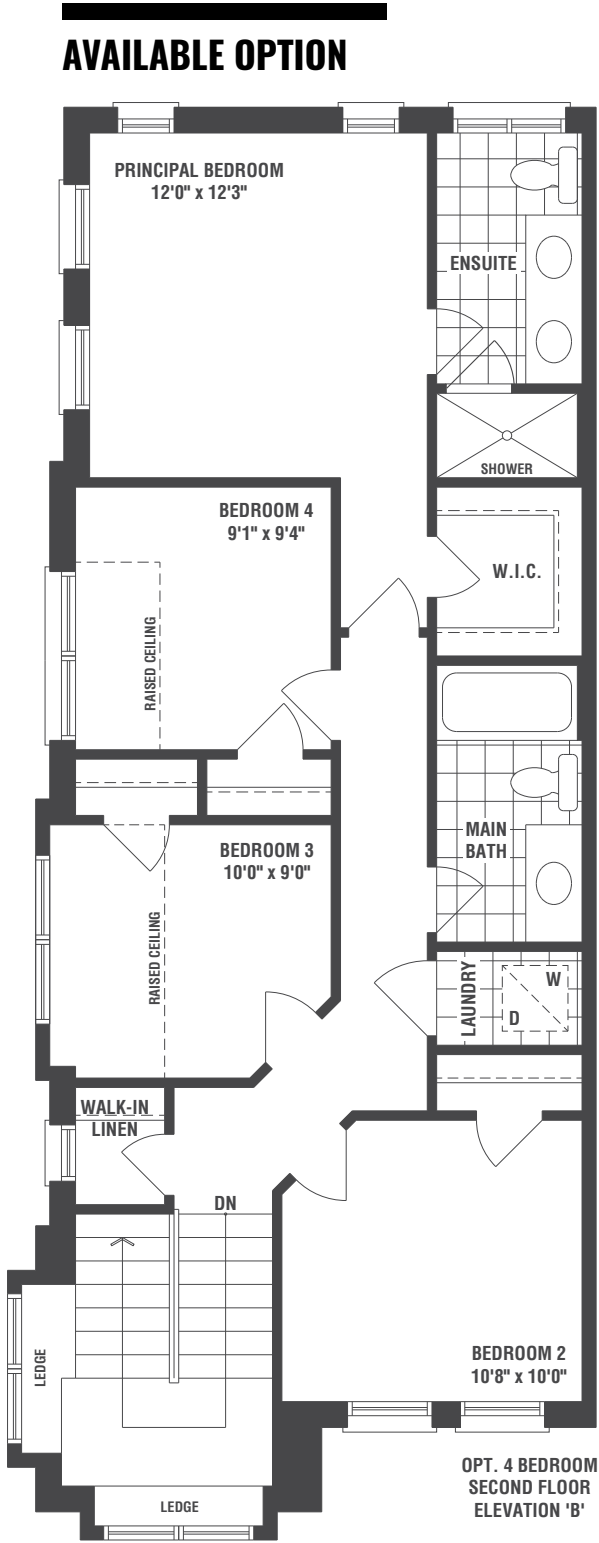 AVAILABLE OPTION
PRINCIPAL BEDROOM
12'0" x 12'3"
ENSUITE
SHOWER
BEDROOM 4
9'1" x 9'4"
W.I.C.
RAISED CEILING
MAIN
BATH
BEDROOM 3
10'0" x 9'0"
RAISED CEILING
LAUNDRY
W
D
WALK-IN
LINEN
DN
LEDGE
BEDROOM 2
10'8" x 10'0"
LEDGE
OPT. 4 BEDROOM
SECOND FLOOR
ELEVATION 'B'